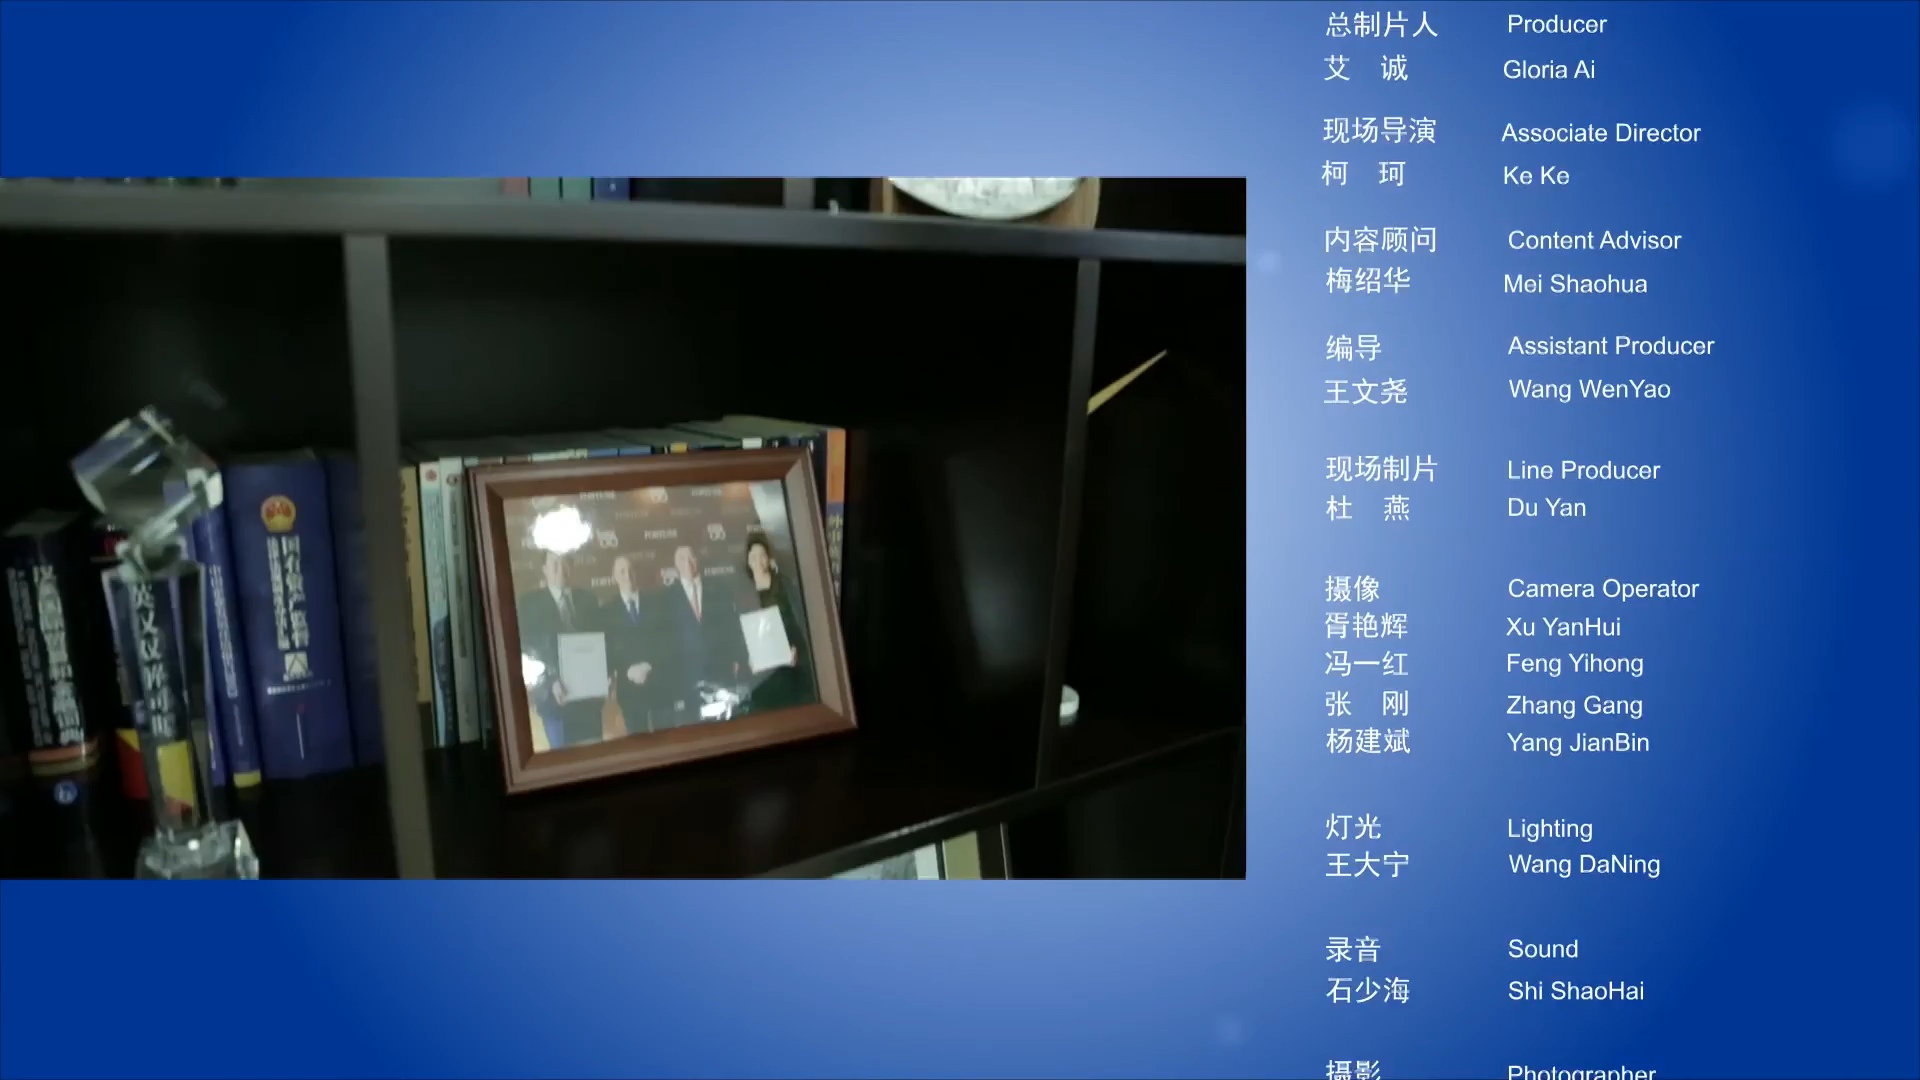 总制片人 Producer
艾 诚 Gloria Ai
现场导演 Associate Director
柯 珂 Ke Ke
内容顾问 Content Advisor
梅绍华 Mei Shaohua
编导 Assistant Producer
王文尧 Wang WenYao
现场制片 Line Producer
杜 燕 Du Yan
摄像 Camera Operator
胥艳辉 Xu YanHui
冯一红 Feng Yihong
张 刚 Zhang Gang
杨建斌 Yang JianBin
灯光 Lighting
王大宁 Wang DaNing
录音 Sound
石少海 Shi ShaoHai
摄影 Photographer
FORTUNE